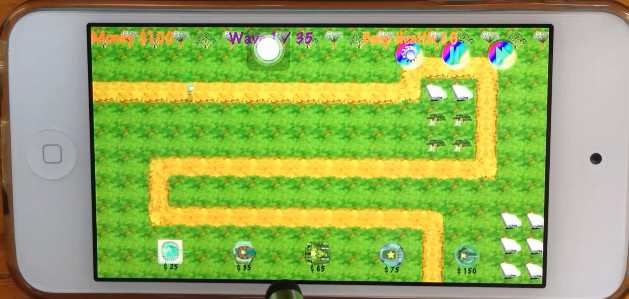 Money $100 Wave 1 / 35 Base Health: 10
$ 25 $ 35 $ 65 $ 75 $ 150